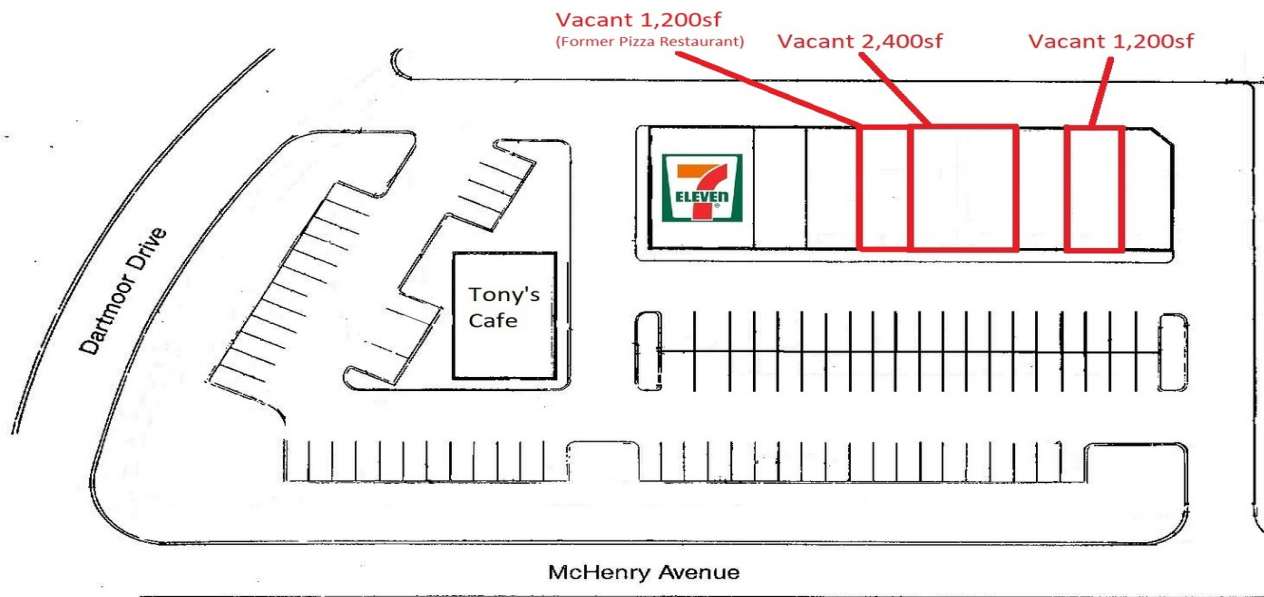 Vacant 1,200sf
(Former Pizza Restaurant)
Vacant 2,400sf
Vacant 1,200sf
7
ELEVEN
®
Tony's
Cafe
Dartmoor Drive
McHenry Avenue